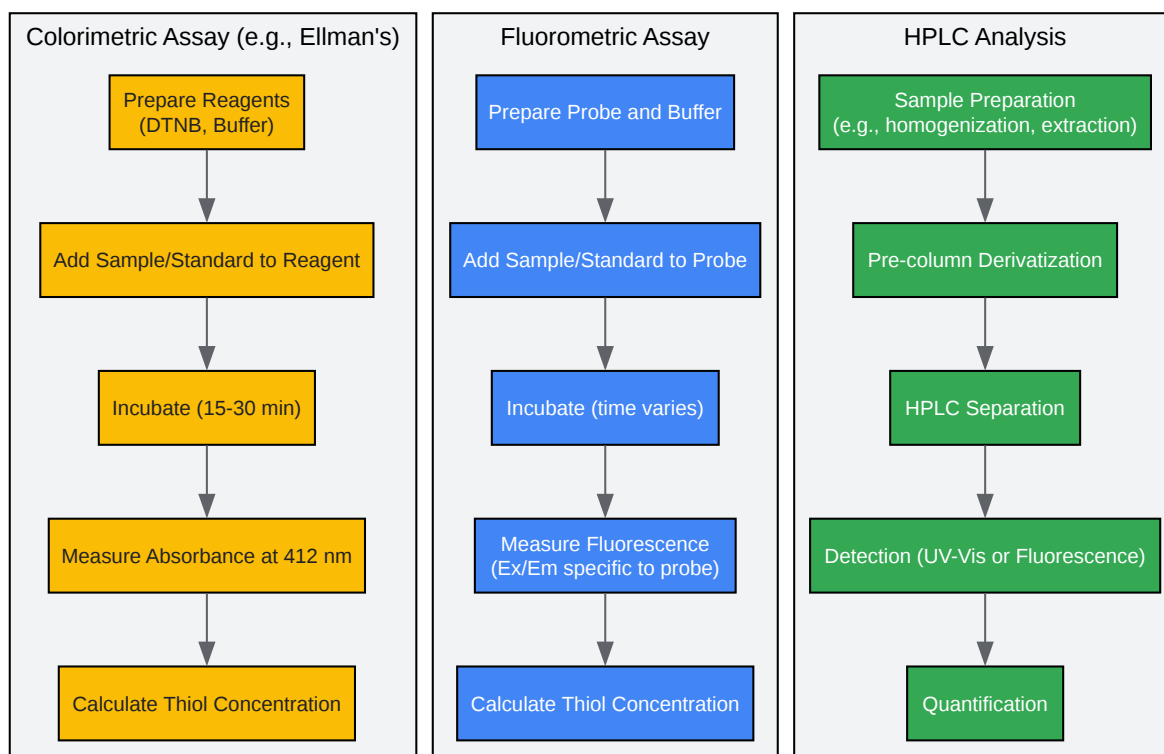 Colorimetric Assay (e.g., Ellman's)
Prepare Reagents
(DTNB, Buffer)
Add Sample/Standard to Reagent
Incubate (15-30 min)
Measure Absorbance at 412 nm
Calculate Thiol Concentration
Fluorometric Assay
Prepare Probe and Buffer
Add Sample/Standard to Probe
Incubate (time varies)
Measure Fluorescence
(Ex/Em specific to probe)
Calculate Thiol Concentration
HPLC Analysis
Sample Preparation
(e.g., homogenization, extraction)
Pre-column Derivatization
HPLC Separation
Detection (UV-Vis or Fluorescence)
Quantification